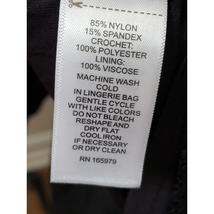 85% NYLON
15% SPANDEX
CROCHET:
100% POLYESTER
LINING:
100% VISCOSE
MACHINE WASH
COLD
IN LINGERIE BAG
GENTLE CYCLE
WITH LIKE COLORS
DO NOT BLEACH
RESHAPE AND
DRY FLAT
COOL IRON
IF NECESSARY
OR DRY CLEAN
RN 165979